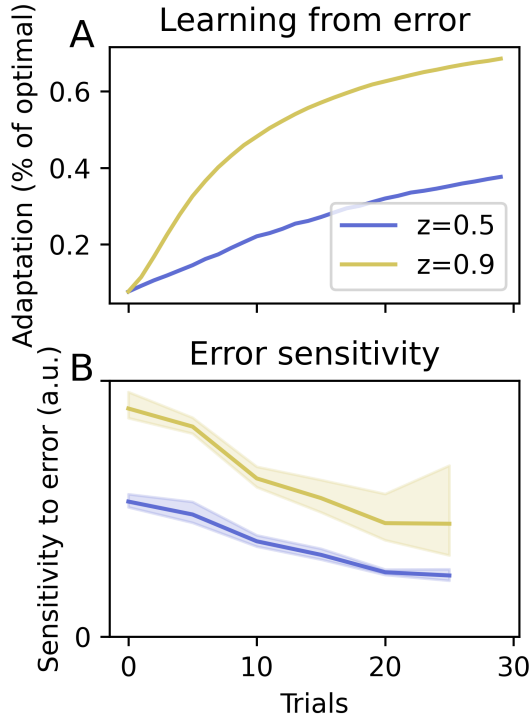 A
Learning from error
Adaptation (% of optimal)
0.6
0.4
0.2
z=0.5
z=0.9
B
Error sensitivity
Sensitivity to error (a.u.)
0
0
10
20
30
Trials